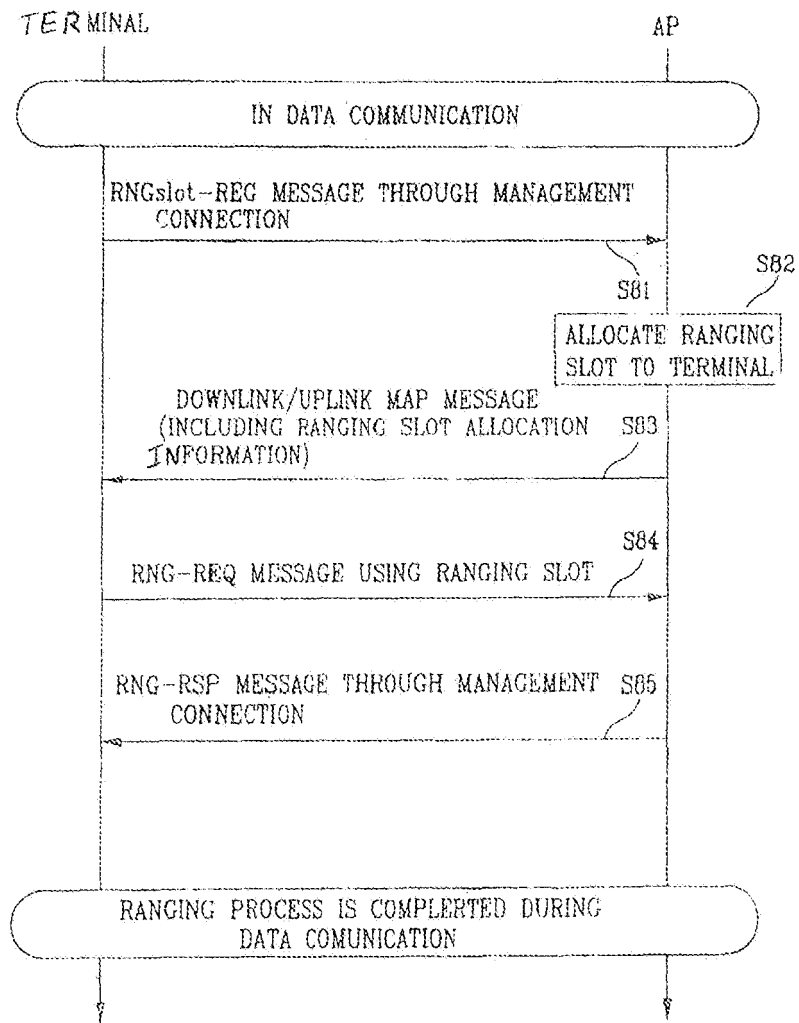 TERMINAL
AP
IN DATA COMMUNICATION
RNGslot-REG MESSAGE THROUGH MANAGEMENT
CONNECTION
S81
S82
ALLOCATE RANGING
SLOT TO TERMINAL
DOWNLINK/UPLINK MAP MESSAGE
(INCLUDING RANGING SLOT ALLOCATION
INFORMATION)
S83
S84
RNG-REQ MESSAGE USING RANGING SLOT
RNG-RSP MESSAGE THROUGH MANAGEMENT
CONNECTION
S85
RANGING PROCESS IS COMPLERTED DURING
DATA COMUNICATION